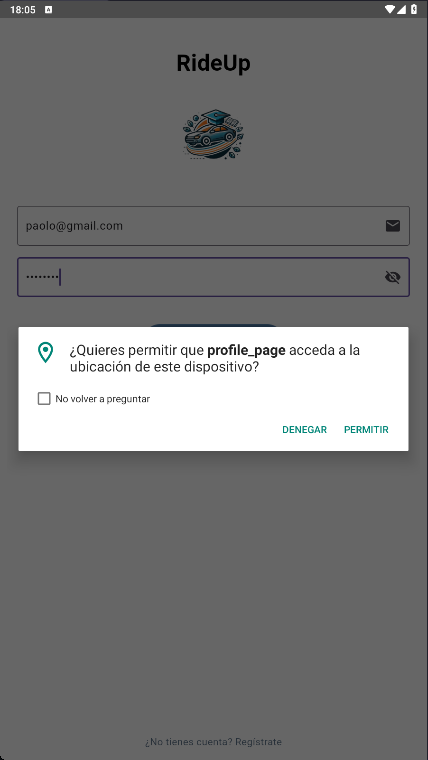 18:05
RideUp
paolo@gmail.com
••••••••
¿Quieres permitir que profile_page acceda a la
ubicación de este dispositivo?
No volver a preguntar
DENEGAR PERMITIR
¿No tienes cuenta? Regístrate